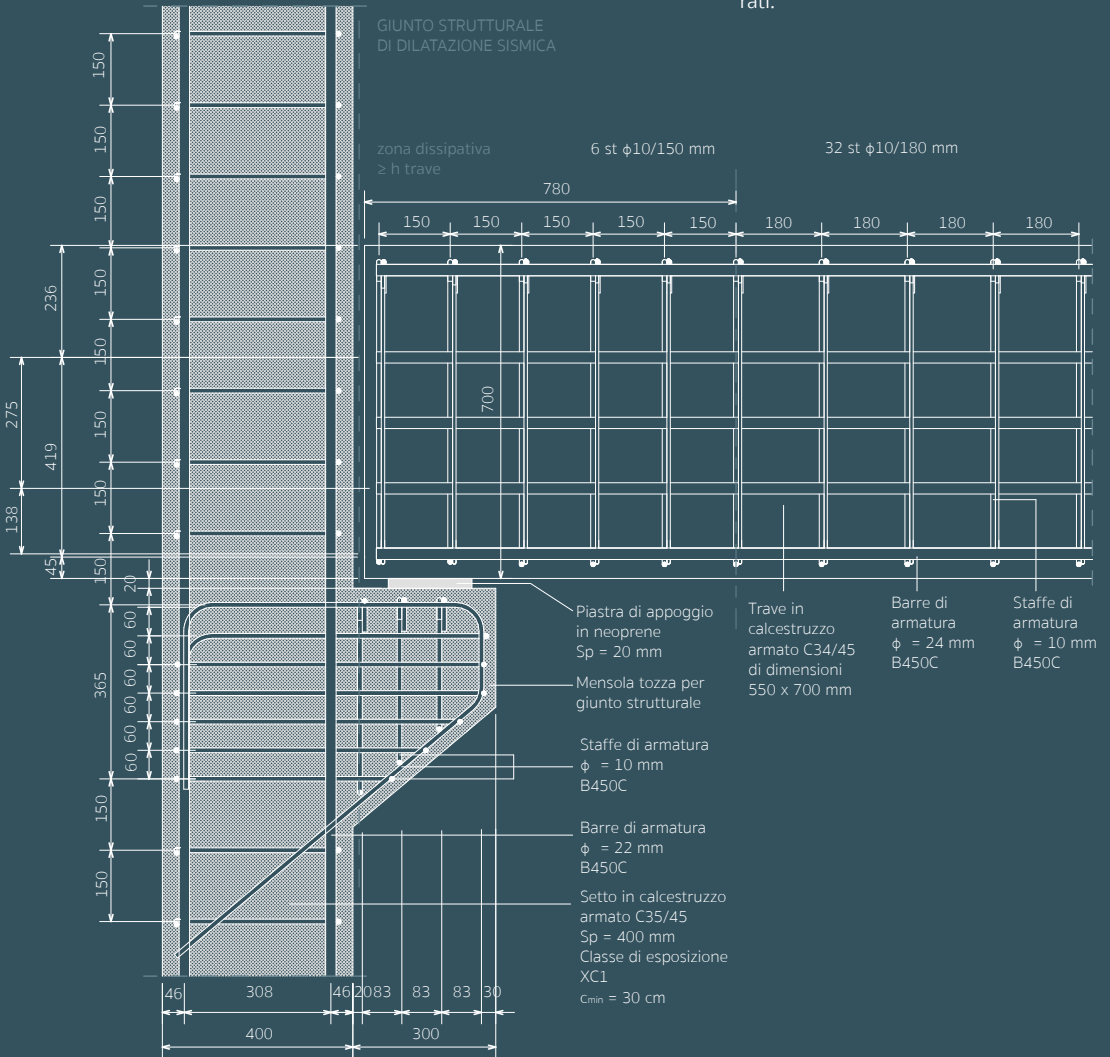 rati.
GIUNTO STRUTTURALE
DI DILATAZIONE SISMICA
zona dissipativa
≥ h trave
6 st ϕ10/150 mm
32 st ϕ10/180 mm
780
150 150 150 150 150 180 180 180 180
150
150
150
150
150
150
150
150
236
275
419
138
45
700
20
60
60
60
60
60
60
365
150
150
Piastra di appoggio
in neoprene
Sp = 20 mm
Mensola tozza per
giunto strutturale
Staffe di armatura
ϕ = 10 mm
B450C
Barre di armatura
ϕ = 22 mm
B450C
Setto in calcestruzzo
armato C35/45
Sp = 400 mm
Classe di esposizione
XC1
cmin = 30 cm
Trave in
calcestruzzo
armato C34/45
di dimensioni
550 x 700 mm
Barre di
armatura
ϕ = 24 mm
B450C
Staffe di
armatura
ϕ = 10 mm
B450C
46 308 46 20 83 83 83 30
400 300